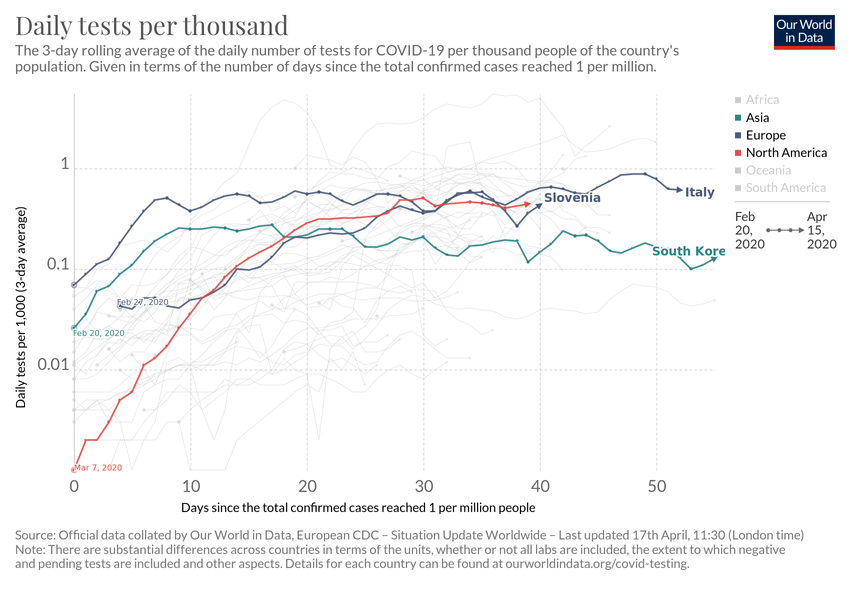 Daily tests per thousand
Our World
in Data
The 3-day rolling average of the daily number of tests for COVID-19 per thousand people of the country's
population. Given in terms of the number of days since the total confirmed cases reached 1 per million.
Africa
Asia
Europe
North America
Oceania
South America
Feb
20,
2020
Apr
15,
2020
Daily tests per 1,000 (3-day average)
1
0.1
0.01
Italy
Slovenia
South Kore
Feb 27, 2020
Feb 20, 2020
Mar 7, 2020
0
10
20
30
40
50
Days since the total confirmed cases reached 1 per million people
Source: Official data collated by Our World in Data, European CDC – Situation Update Worldwide – Last updated 17th April, 11:30 (London time)
Note: There are substantial differences across countries in terms of the units, whether or not all labs are included, the extent to which negative
and pending tests are included and other aspects. Details for each country can be found at ourworldindata.org/covid-testing.